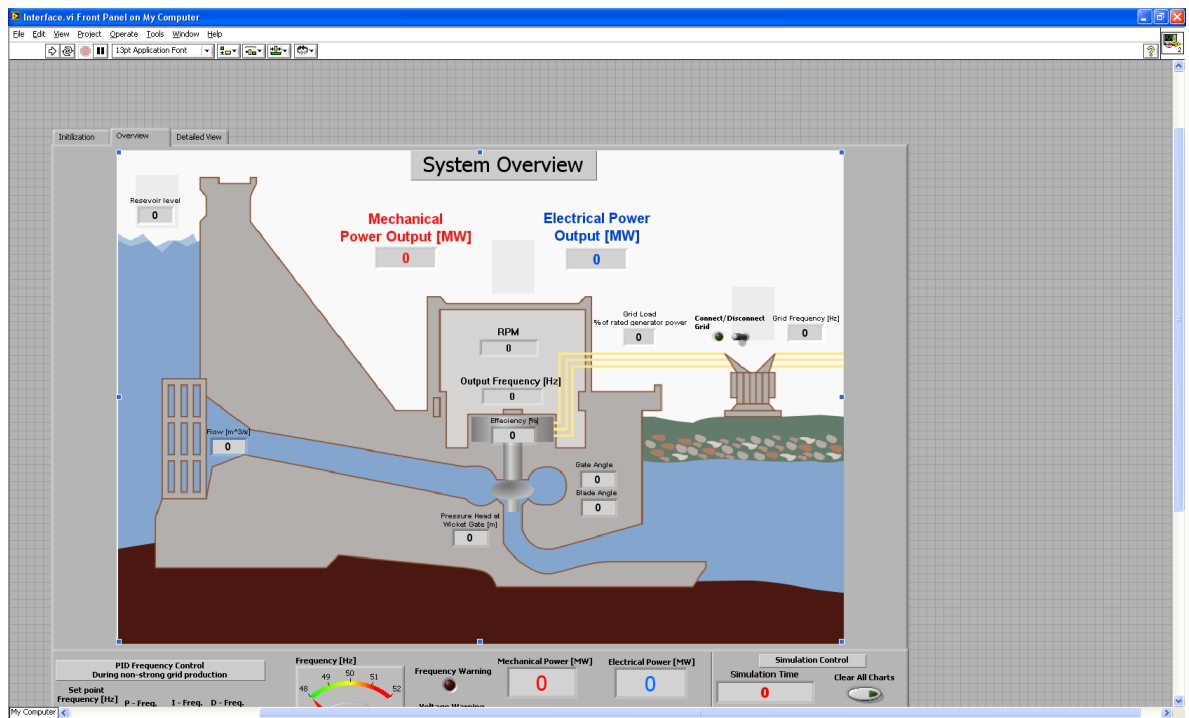 Interface.vi Front Panel on My Computer
File Edit View Project Operate Tools Window Help
13pt Application Font
2
Initilization Overview Detailed View
System Overview
Resevoir level
0
Mechanical
Power Output [MW]
0
Electrical Power
Output [MW]
0
Grid Load
% of rated generator power
0
Connect/Disconnect
Grid
Grid Frequency [Hz]
0
RPM
0
Output Frequency [Hz]
0
Effeciency [%]
0
Flow [m^3/s]
0
Gate Angle
0
Blade Angle
0
Pressure Head at
Wicket Gate [m]
0
PID Frequency Control
During non-strong grid production
Set point
Frequency [Hz] P - Freq. I - Freq. D - Freq.
Frequency [Hz]
48 49 50 51 52
Frequency Warning
Voltage Warning
Mechanical Power [MW]
0
Electrical Power [MW]
0
Simulation Control
Simulation Time
0
Clear All Charts
My Computer